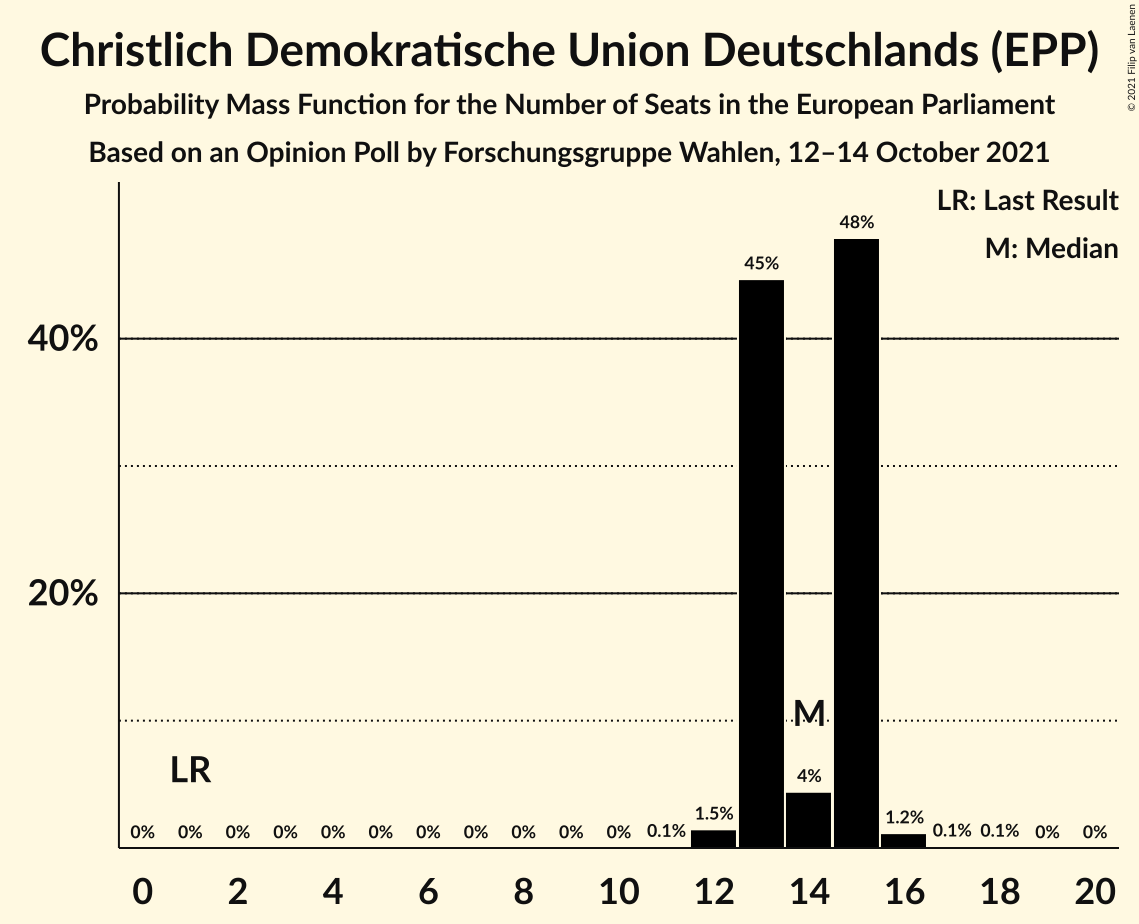 Christlich Demokratische Union Deutschlands (EPP)
Probability Mass Function for the Number of Seats in the European Parliament
Based on an Opinion Poll by Forschungsgruppe Wahlen, 12–14 October 2021
© 2021 Filip van Laenen
LR: Last Result
M: Median
48%
45%
40%
20%
M
LR
4%
1.5%
1.2%
0% 0% 0% 0% 0% 0% 0% 0% 0% 0% 0% 0.1% 0.1% 0.1% 0% 0%
0 2 4 6 8 10 12 14 16 18 20